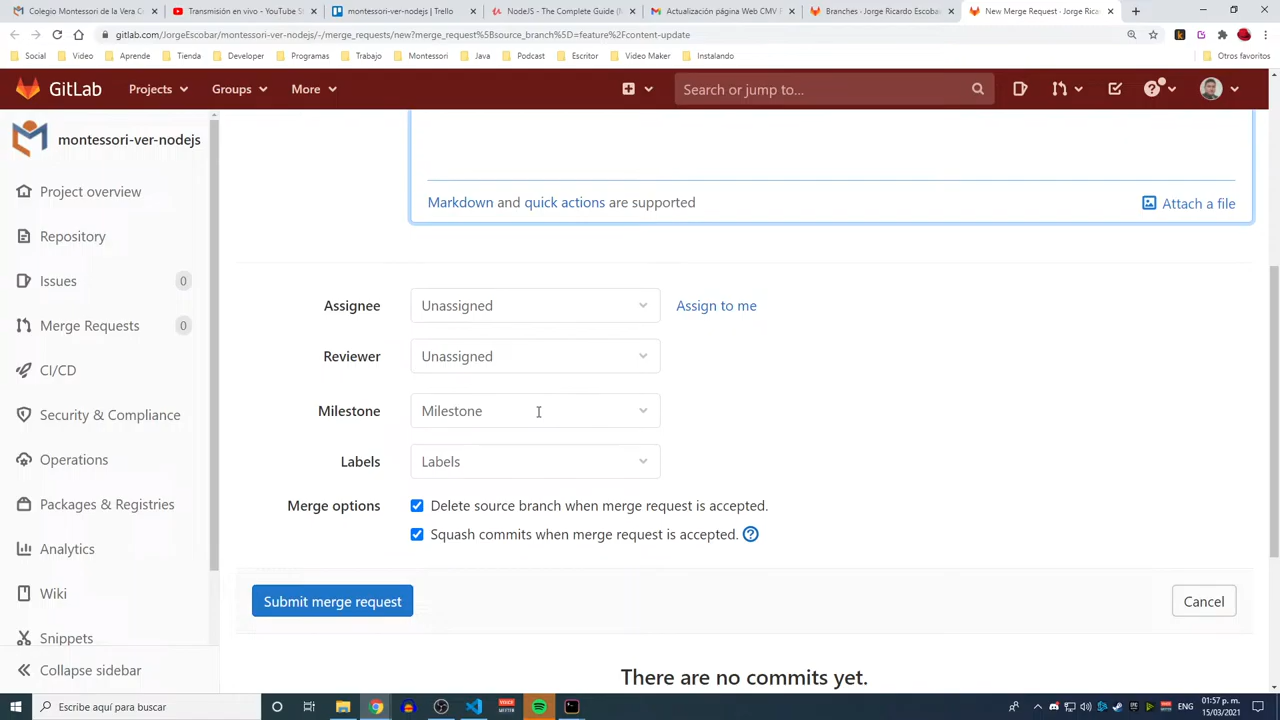 Colegio Montessori de la Vera C
Transmisión en vivo - YouTube S
montessori-ver-nodejs | Trello
NodeJS - The Complete Guide (I
Actualización página Web CMV
Branches · Jorge Ricardo Escobar
New Merge Request · Jorge Rica
gitlab.com/JorgeEscobar/montessori-ver-nodejs/-/merge_requests/new?merge_request%5Bsource_branch%5D=feature%2Fcontent-update
Social
Video
Aprende
Tienda
Developer
Programas
Trabajo
Montessori
Java
Podcast
Escritor
Video Maker
Instalando
Otros favoritos
GitLab
Projects
Groups
More
Search or jump to...
montessori-ver-nodejs
Project overview
Repository
Issues 0
Merge Requests 0
CI/CD
Security & Compliance
Operations
Packages & Registries
Analytics
Wiki
Snippets
Collapse sidebar
Markdown and quick actions are supported
Attach a file
Assignee Unassigned Assign to me
Reviewer Unassigned
Milestone Milestone
Labels Labels
Merge options Delete source branch when merge request is accepted.
Squash commits when merge request is accepted.
Submit merge request
Cancel
There are no commits yet.
Escribe aquí para buscar
ENG
01:57 p. m.
15/03/2021